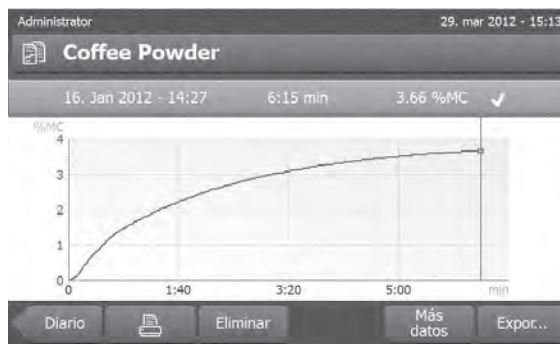 Administrator 29. mar 2012 - 15:13
Coffee Powder
16. Jan 2012 - 14:27 6:15 min 3.66 %MC
%MC
4
3
2
1
0
0 1:40 3:20 5:00 min
Diario Eliminar Más datos Expor...